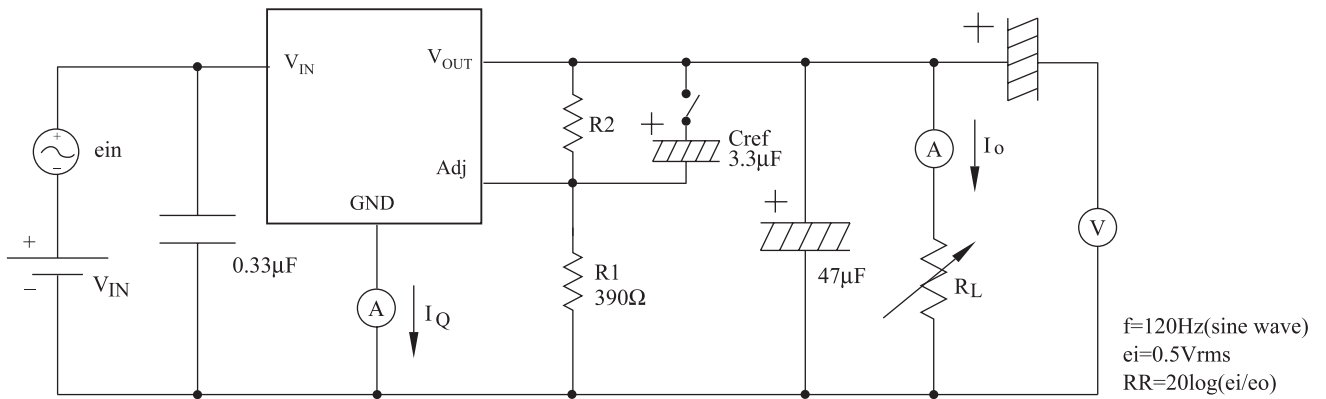 V_IN
V_OUT
Adj
GND
+
−
ein
+
−
V_IN
0.33μF
A
I_Q
R2
R1
390Ω
+
Cref
3.3μF
+
47μF
A
I_o
R_L
+
V
f=120Hz(sine wave)
ei=0.5Vrms
RR=20log(ei/eo)